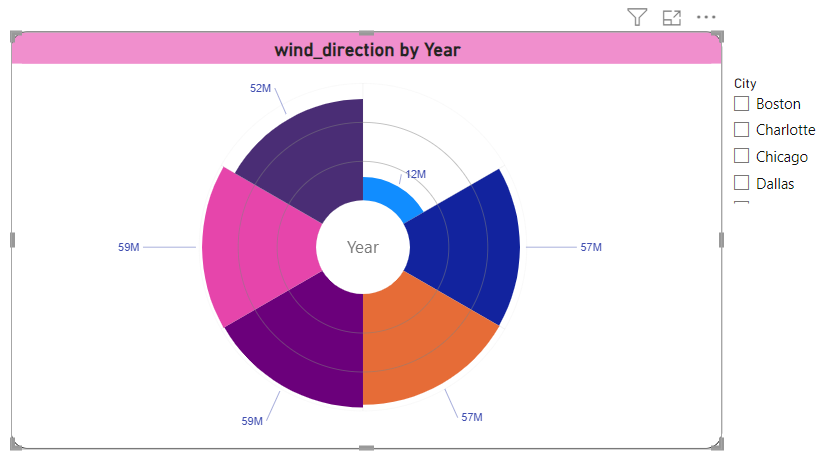 wind_direction by Year
City
Boston
Charlotte
Chicago
Dallas
52M
12M
Year
59M
57M
59M
57M